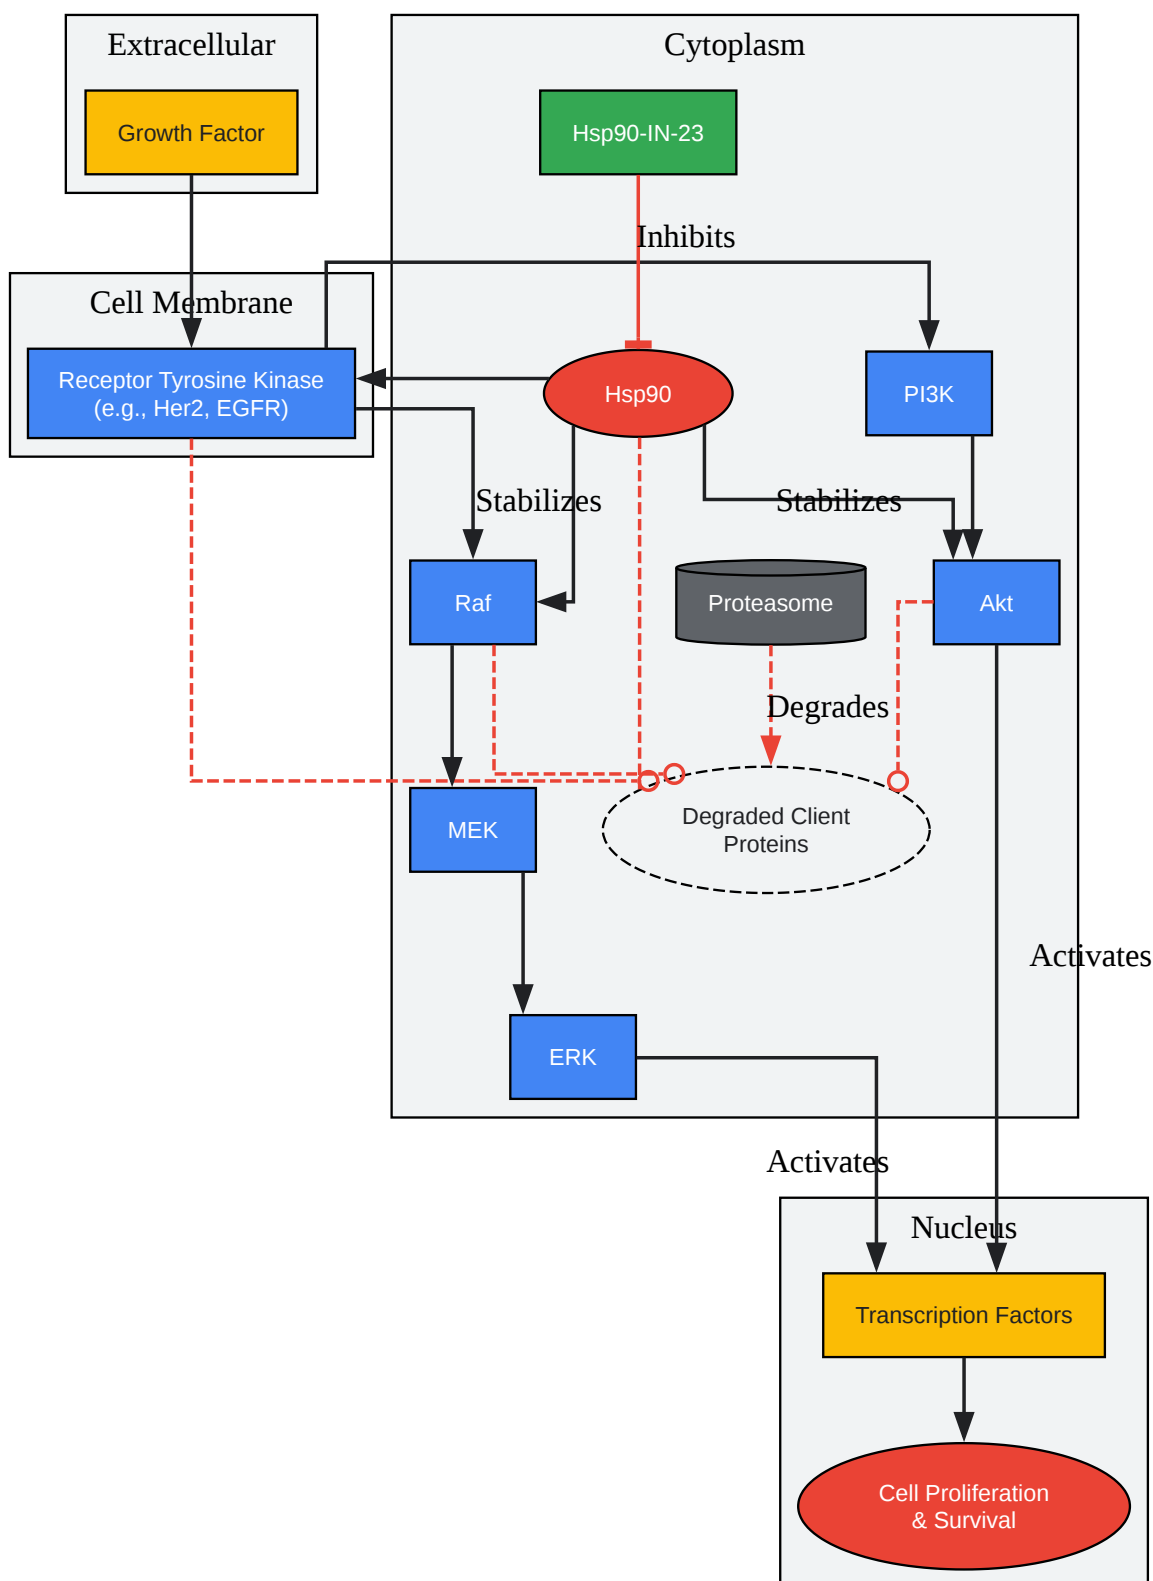 Extracellular
Cytoplasm
Growth Factor
Hsp90-IN-23
Inhibits
Cell Membrane
Receptor Tyrosine Kinase
(e.g., Her2, EGFR)
Hsp90
PI3K
Stabilizes
Stabilizes
Raf
Proteasome
Akt
Degrades
MEK
Degraded Client
Proteins
Activates
ERK
Activates
Nucleus
Transcription Factors
Cell Proliferation
& Survival